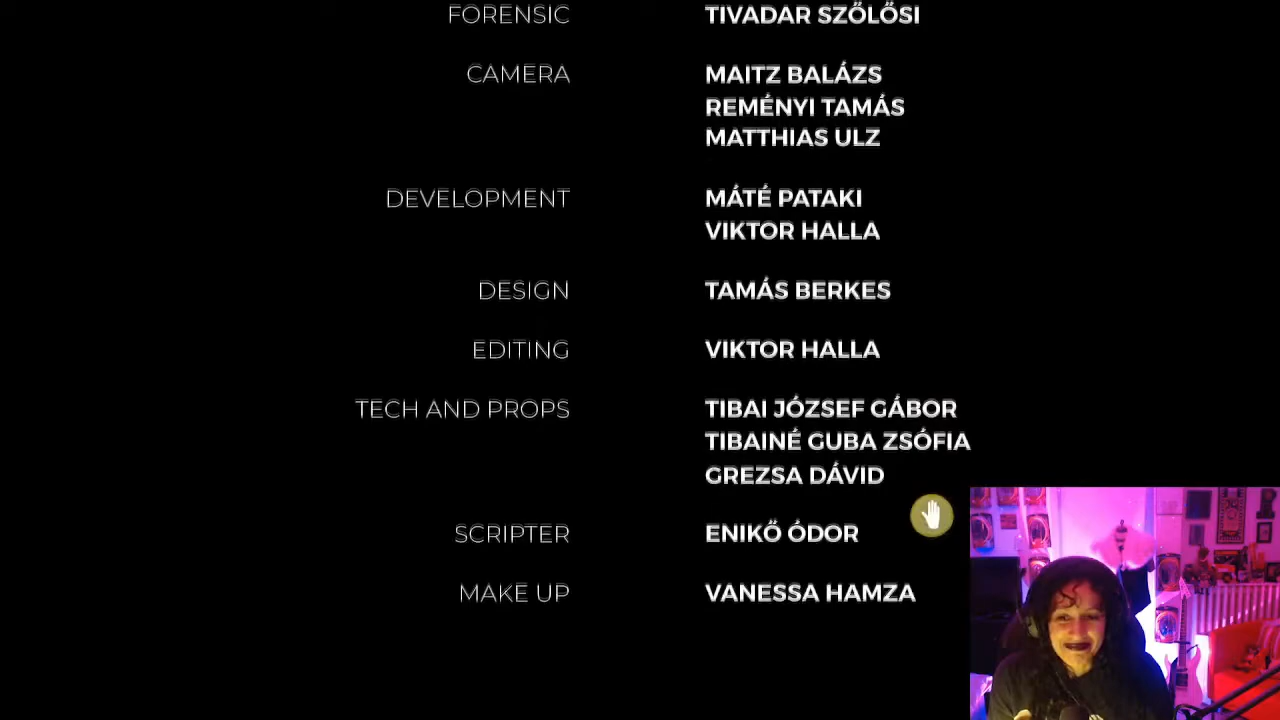 FORENSIC TIVADAR SZŐLŐSI
CAMERA MAITZ BALÁZS
REMÉNYI TAMÁS
MATTHIAS ULZ
DEVELOPMENT MÁTÉ PATAKI
VIKTOR HALLA
DESIGN TAMÁS BERKES
EDITING VIKTOR HALLA
TECH AND PROPS TIBAI JÓZSEF GÁBOR
TIBAINÉ GUBA ZSÓFIA
GREZSA DÁVID
SCRIPTER ENIKŐ ÓDOR
MAKE UP VANESSA HAMZA